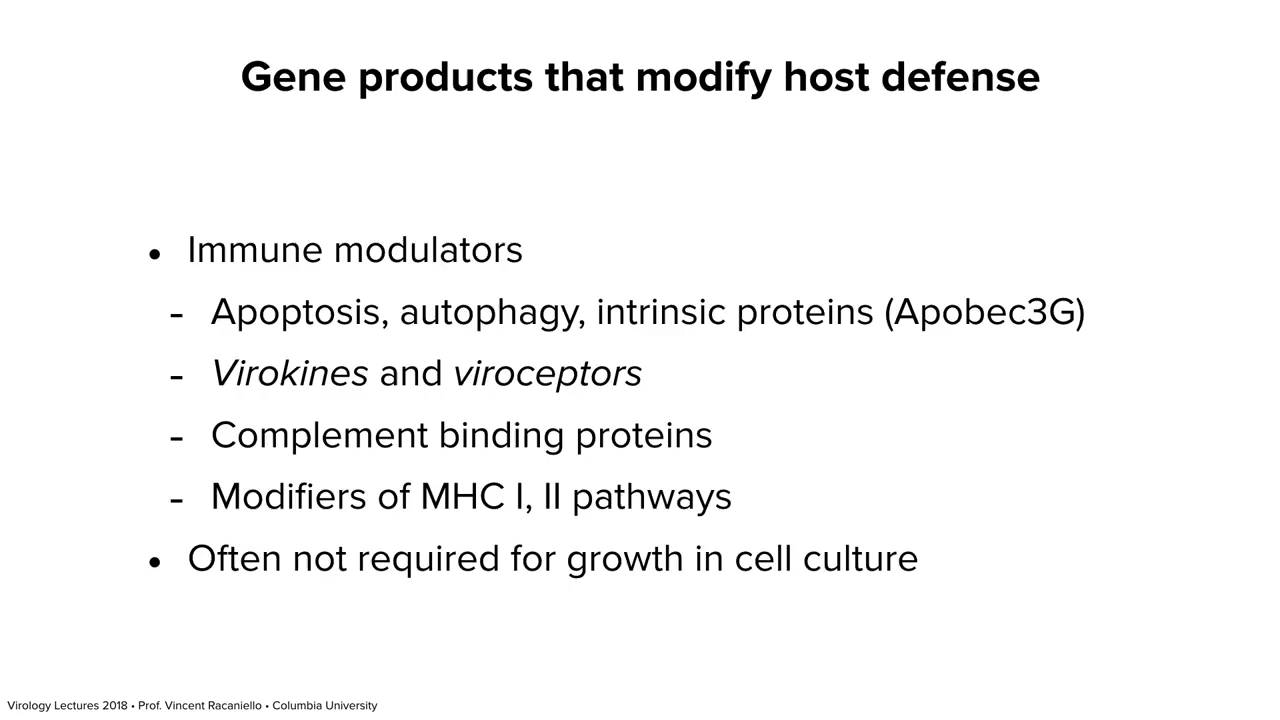 Gene products that modify host defense
• Immune modulators
- Apoptosis, autophagy, intrinsic proteins (Apobec3G)
- Virokines and viroceptors
- Complement binding proteins
- Modifiers of MHC I, II pathways
• Often not required for growth in cell culture
Virology Lectures 2018 • Prof. Vincent Racaniello • Columbia University